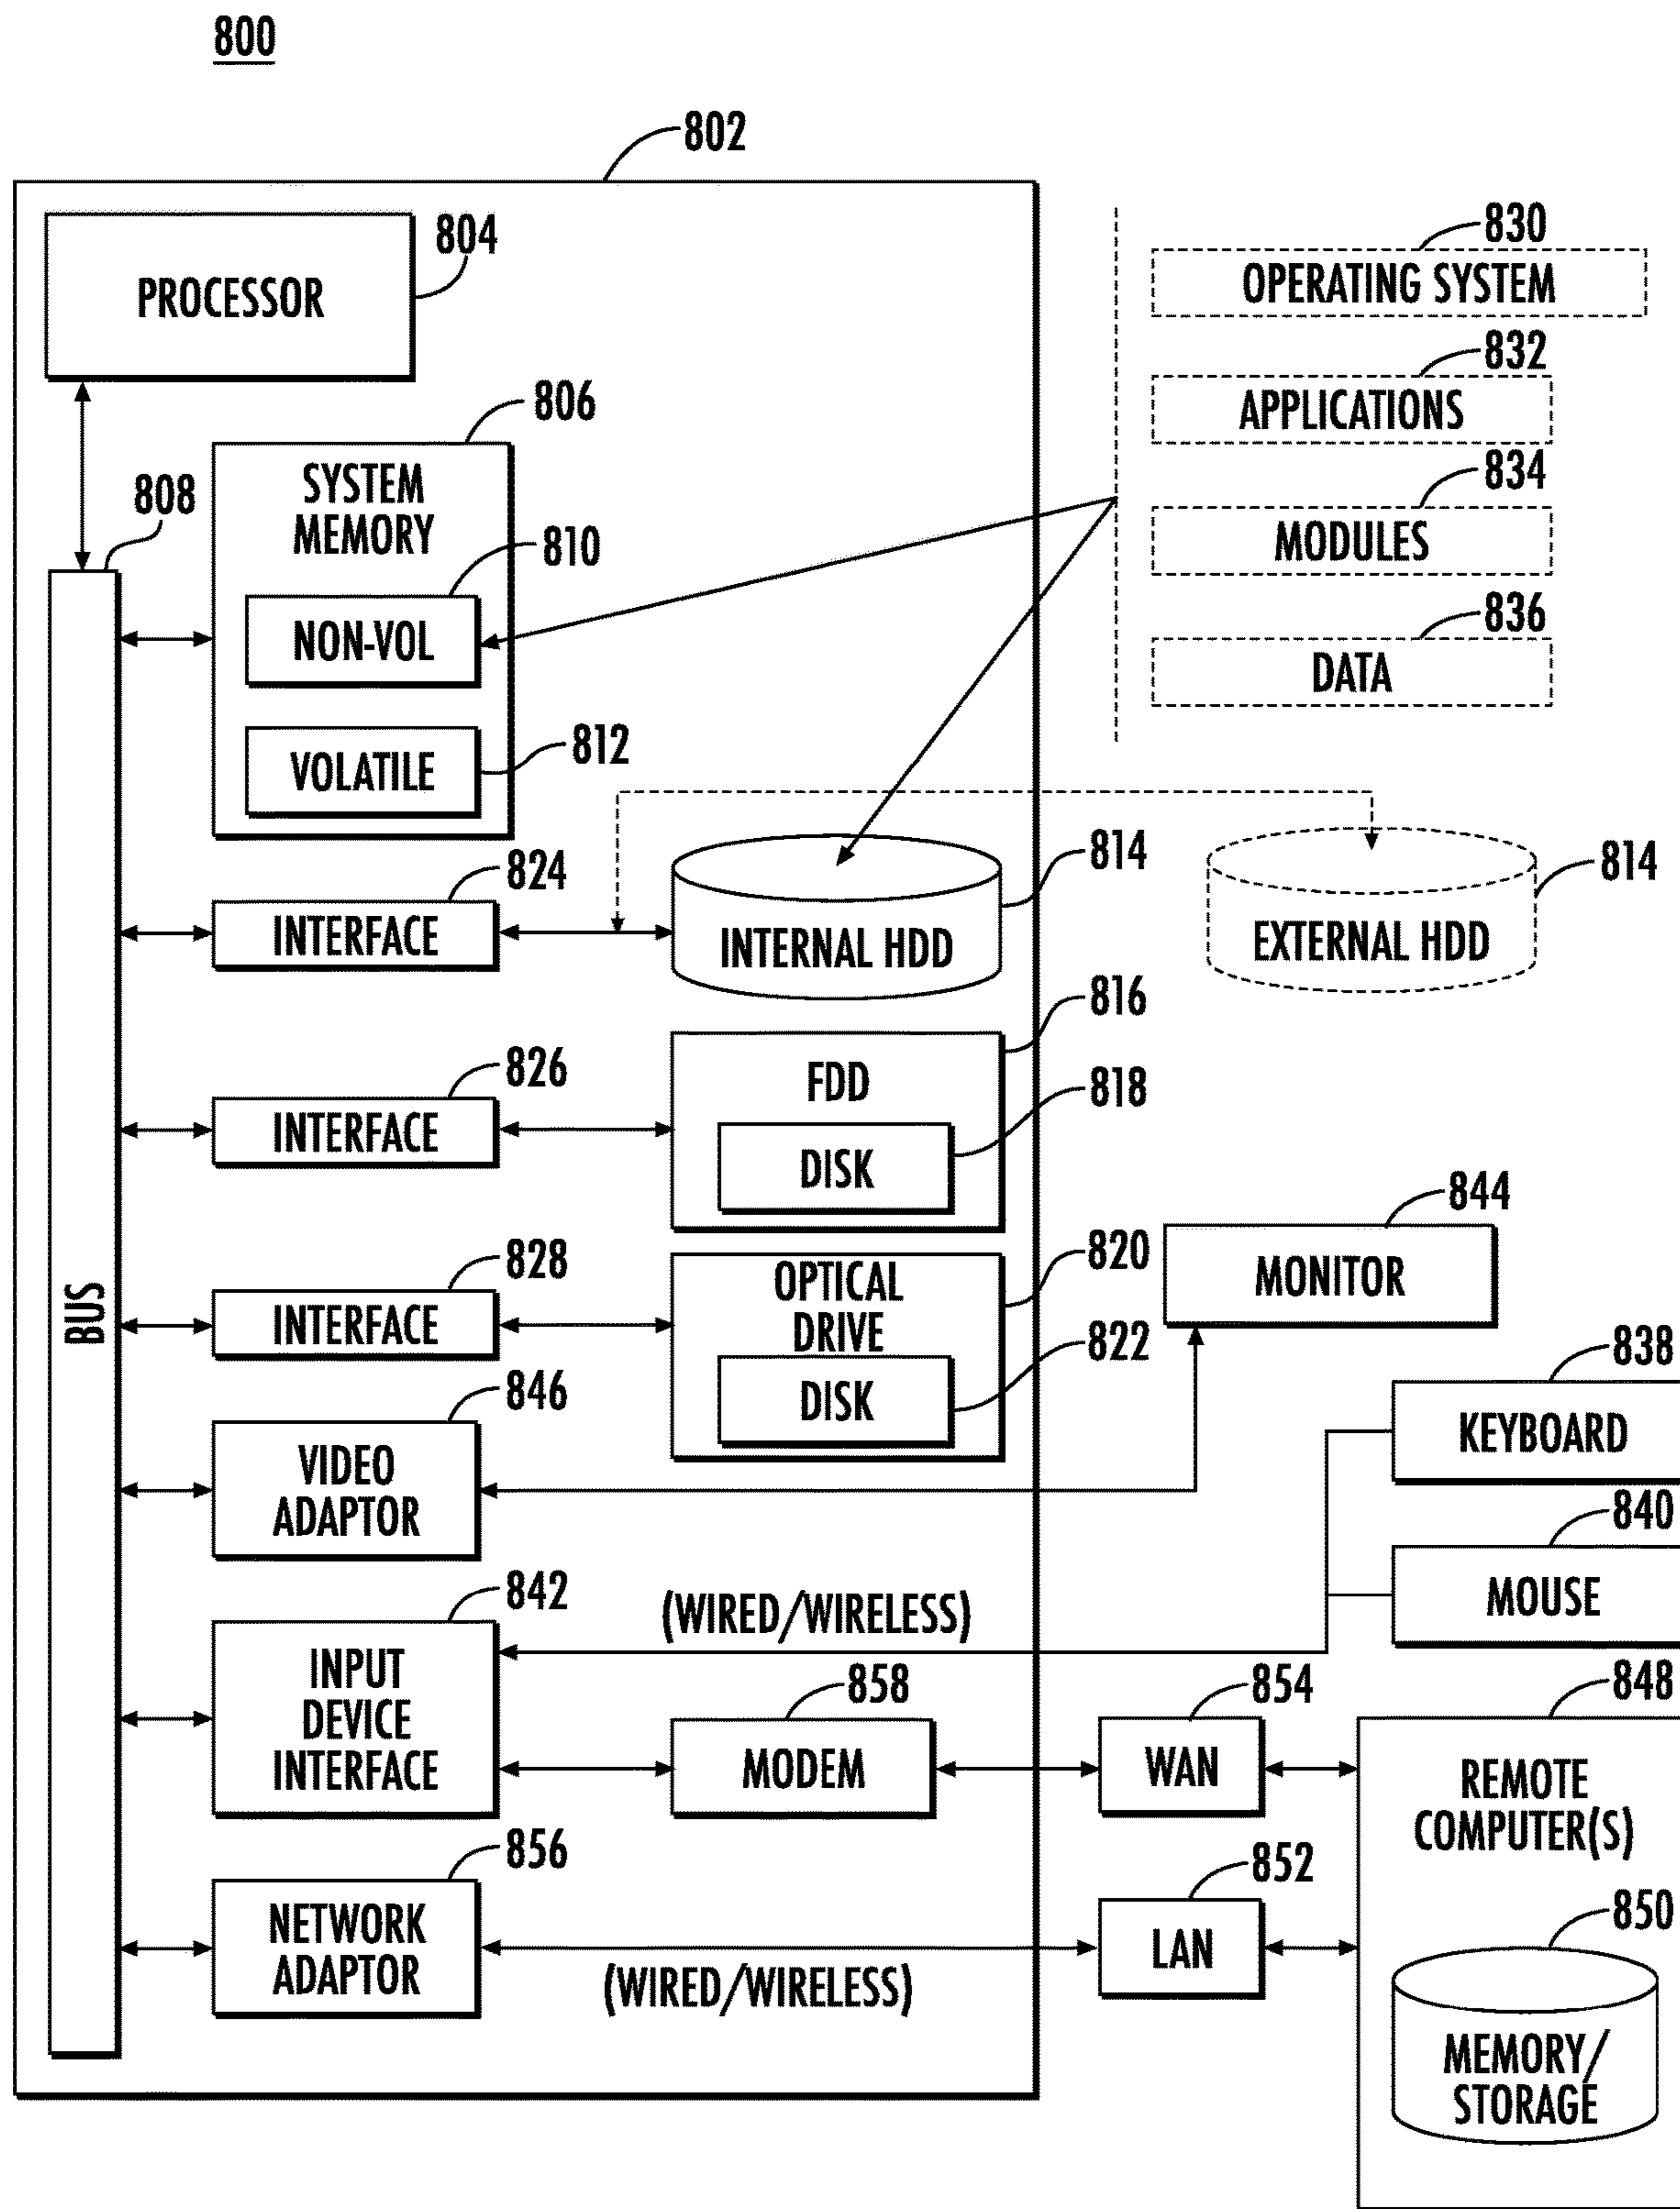 800
802
804
PROCESSOR
806
SYSTEM
MEMORY
808
810
NON-VOL
812
VOLATILE
830
OPERATING SYSTEM
832
APPLICATIONS
834
MODULES
836
DATA
824
INTERFACE
814
INTERNAL HDD
814
EXTERNAL HDD
816
FDD
826
INTERFACE
818
DISK
844
MONITOR
820
OPTICAL
DRIVE
828
INTERFACE
822
DISK
BUS
838
KEYBOARD
846
VIDEO
ADAPTOR
840
MOUSE
842
INPUT
DEVICE
INTERFACE
(WIRED/WIRELESS)
858
MODEM
854
WAN
848
REMOTE
COMPUTER(S)
856
NETWORK
ADAPTOR
(WIRED/WIRELESS)
852
LAN
850
MEMORY/
STORAGE